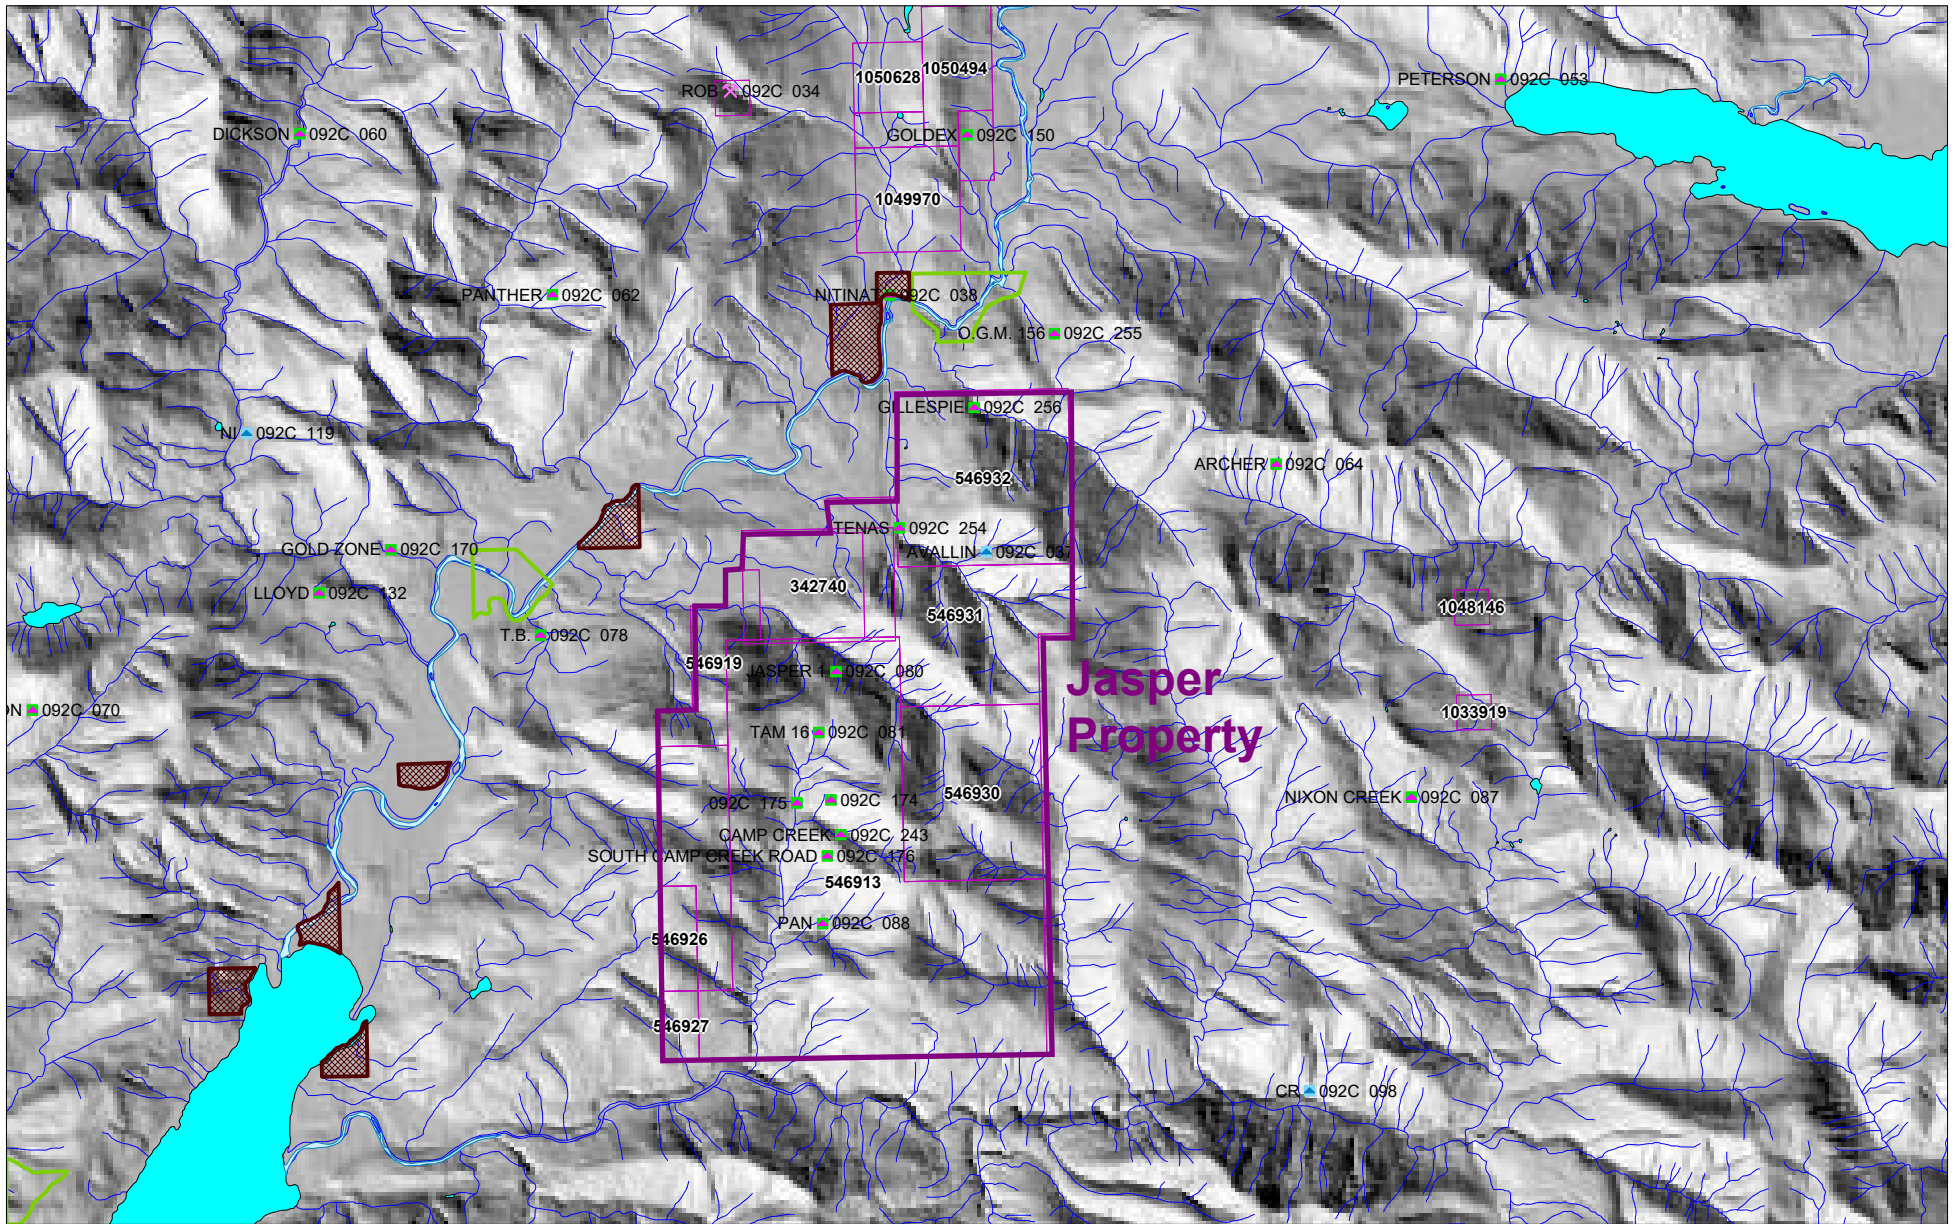 1050628
1050494
PETERSON 092C 053
ROB 092C 034
DICKSON 092C 060
GOLDEX 092C 150
1049970
PANTHER 092C 062
NITINAT 092C 038
O.G.M. 156 092C 255
GILLESPIE 092C 256
NI 092C 119
ARCHER 092C 064
546932
TENAS 092C 254
AVALLIN 092C 037
GOLD ZONE 092C 170
LLOYD 092C 132
342740
546931
1048146
T.B. 092C 078
546919
JASPER 1 092C 080
Jasper
Property
ON 092C 070
1033919
TAM 16 092C 081
546930
NIXON CREEK 092C 087
092C 175
092C 174
CAMP CREEK 092C 243
SOUTH CAMP CREEK ROAD 092C 176
546913
PAN 092C 088
546926
546927
CR 092C 098